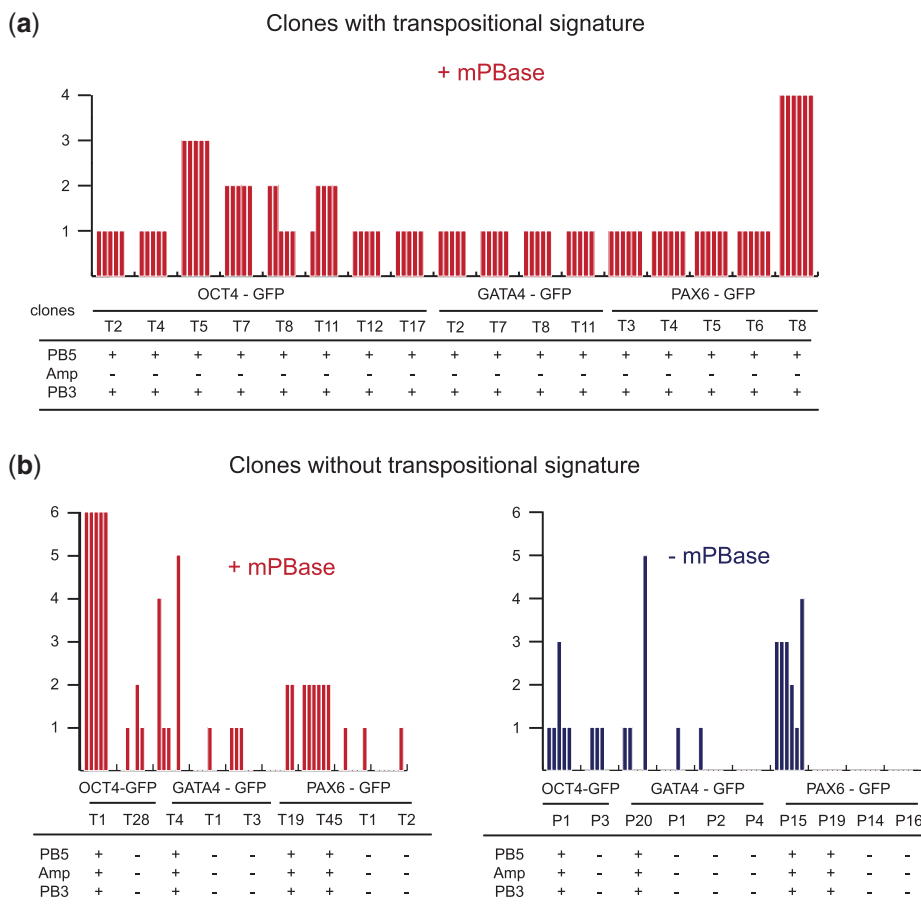 (a) Clones with transpositional signature
+ mPBase
4
3
2
1
OCT4 - GFP GATA4 - GFP PAX6 - GFP
clones
T2 T4 T5 T7 T8 T11 T12 T17 T2 T7 T8 T11 T3 T4 T5 T6 T8
PB5 + + + + + + + + + + + + + + + + +
Amp - - - - - - - - - - - - - - - - -
PB3 + + + + + + + + + + + + + + + + +
(b) Clones without transpositional signature
6
5
4
3
2
1
+ mPBase
OCT4-GFP GATA4 - GFP PAX6 - GFP
T1 T28 T4 T1 T3 T19 T45 T1 T2
PB5 + - + - - + + - -
Amp + - + - - + + - -
PB3 + - + - - + + - -
6
5
4
3
2
1
- mPBase
OCT4-GFP GATA4 - GFP PAX6 - GFP
P1 P3 P20 P1 P2 P4 P15 P19 P14 P16
PB5 + - + - - - + + - -
Amp + - + - - - + + - -
PB3 + - + - - - + + - -